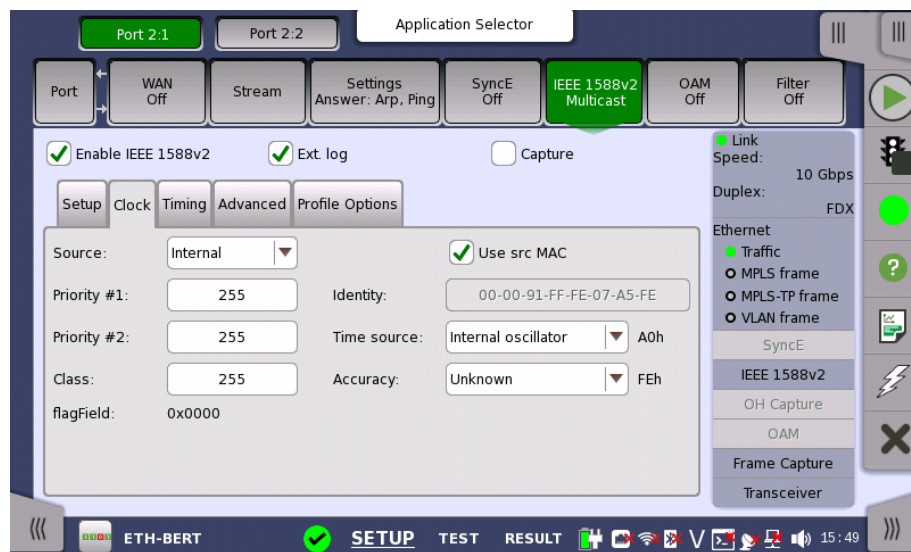 Port 2:1
Port 2:2
Application Selector
Port
WAN
Off
Stream
Settings
Answer: Arp, Ping
SyncE
Off
IEEE 1588v2
Multicast
OAM
Off
Filter
Off
Enable IEEE 1588v2
Ext. log
Capture
Setup
Clock
Timing
Advanced
Profile Options
Source:
Internal
Use src MAC
Priority #1:
255
Identity:
00-00-91-FF-FE-07-A5-FE
Priority #2:
255
Time source:
Internal oscillator
A0h
Class:
255
Accuracy:
Unknown
FEh
flagField:
0x0000
Link
Speed:
10 Gbps
Duplex:
FDX
Ethernet
Traffic
MPLS frame
MPLS-TP frame
VLAN frame
SyncE
IEEE 1588v2
OH Capture
OAM
Frame Capture
Transceiver
ETH-BERT
SETUP
TEST
RESULT
V
15:49